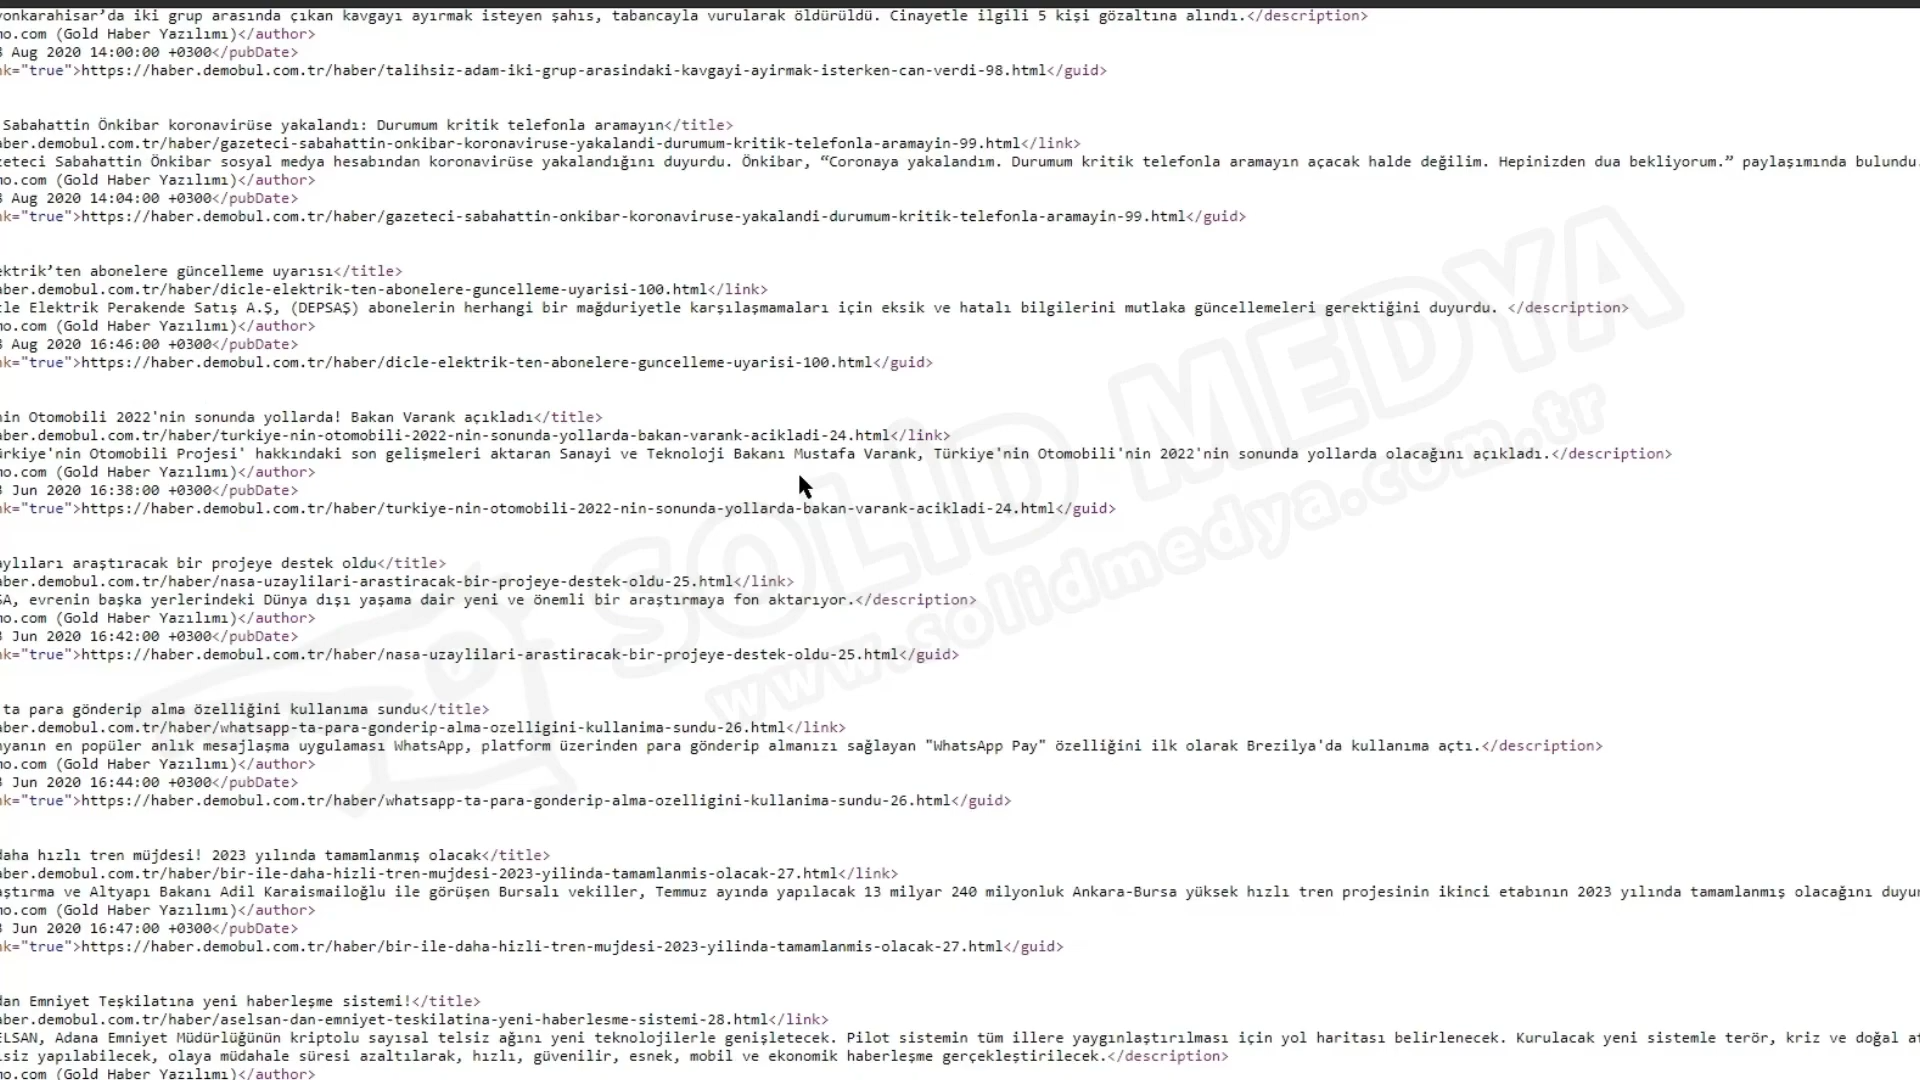 yonkarahisar’da iki grup arasında çıkan kavgayı ayırmak isteyen şahıs, tabancayla vurularak öldürüldü. Cinayetle ilgili 5 kişi gözaltına alındı.</description>
mo.com (Gold Haber Yazılımı)</author>
3 Aug 2020 14:00:00 +0300</pubDate>
nk="true">https://haber.demobul.com.tr/haber/talihsiz-adam-iki-grup-arasindaki-kavgayi-ayirmak-isterken-can-verdi-98.html</guid>
Sabahattin Önkibar koronavirüse yakalandı: Durumum kritik telefonla aramayın</title>
aber.demobul.com.tr/haber/gazeteci-sabahattin-onkibar-koronaviruse-yakalandi-durumum-kritik-telefonla-aramayin-99.html</link>
zeteci Sabahattin Önkibar sosyal medya hesabından koronavirüse yakalandığını duyurdu. Önkibar, “Coronaya yakalandım. Durumum kritik telefonla aramayın açacak halde değilim. Hepinizden dua bekliyorum.” paylaşımında bulundu.
mo.com (Gold Haber Yazılımı)</author>
3 Aug 2020 14:04:00 +0300</pubDate>
nk="true">https://haber.demobul.com.tr/haber/gazeteci-sabahattin-onkibar-koronaviruse-yakalandi-durumum-kritik-telefonla-aramayin-99.html</guid>
ektrik’ten abonelere güncelleme uyarısı</title>
aber.demobul.com.tr/haber/dicle-elektrik-ten-abonelere-guncelleme-uyarisi-100.html</link>
cle Elektrik Perakende Satış A.Ş, (DEPSAŞ) abonelerin herhangi bir mağduriyetle karşılaşmamaları için eksik ve hatalı bilgilerini mutlaka güncellemeleri gerektiğini duyurdu. </description>
mo.com (Gold Haber Yazılımı)</author>
3 Aug 2020 16:46:00 +0300</pubDate>
nk="true">https://haber.demobul.com.tr/haber/dicle-elektrik-ten-abonelere-guncelleme-uyarisi-100.html</guid>
nin Otomobili 2022'nin sonunda yollarda! Bakan Varank açıkladı</title>
aber.demobul.com.tr/haber/turkiye-nin-otomobili-2022-nin-sonunda-yollarda-bakan-varank-acikladi-24.html</link>
ürkiye'nin Otomobili Projesi' hakkındaki son gelişmeleri aktaran Sanayi ve Teknoloji Bakanı Mustafa Varank, Türkiye'nin Otomobili'nin 2022'nin sonunda yollarda olacağını açıkladı.</description>
mo.com (Gold Haber Yazılımı)</author>
3 Jun 2020 16:38:00 +0300</pubDate>
nk="true">https://haber.demobul.com.tr/haber/turkiye-nin-otomobili-2022-nin-sonunda-yollarda-bakan-varank-acikladi-24.html</guid>
aylıları araştıracak bir projeye destek oldu</title>
aber.demobul.com.tr/haber/nasa-uzaylilari-arastiracak-bir-projeye-destek-oldu-25.html</link>
SA, evrenin başka yerlerindeki Dünya dışı yaşama dair yeni ve önemli bir araştırmaya fon aktarıyor.</description>
mo.com (Gold Haber Yazılımı)</author>
3 Jun 2020 16:42:00 +0300</pubDate>
nk="true">https://haber.demobul.com.tr/haber/nasa-uzaylilari-arastiracak-bir-projeye-destek-oldu-25.html</guid>
ta para gönderip alma özelliğini kullanıma sundu</title>
aber.demobul.com.tr/haber/whatsapp-ta-para-gonderip-alma-ozelligini-kullanima-sundu-26.html</link>
nyanın en popüler anlık mesajlaşma uygulaması WhatsApp, platform üzerinden para gönderip almanızı sağlayan "WhatsApp Pay" özelliğini ilk olarak Brezilya'da kullanıma açtı.</description>
mo.com (Gold Haber Yazılımı)</author>
3 Jun 2020 16:44:00 +0300</pubDate>
nk="true">https://haber.demobul.com.tr/haber/whatsapp-ta-para-gonderip-alma-ozelligini-kullanima-sundu-26.html</guid>
daha hızlı tren müjdesi! 2023 yılında tamamlanmış olacak</title>
aber.demobul.com.tr/haber/bir-ile-daha-hizli-tren-mujdesi-2023-yilinda-tamamlanmis-olacak-27.html</link>
aştırma ve Altyapı Bakanı Adil Karaismailoğlu ile görüşen Bursalı vekiller, Temmuz ayında yapılacak 13 milyar 240 milyonluk Ankara-Bursa yüksek hızlı tren projesinin ikinci etabının 2023 yılında tamamlanmış olacağını duyur
mo.com (Gold Haber Yazılımı)</author>
3 Jun 2020 16:47:00 +0300</pubDate>
nk="true">https://haber.demobul.com.tr/haber/bir-ile-daha-hizli-tren-mujdesi-2023-yilinda-tamamlanmis-olacak-27.html</guid>
dan Emniyet Teşkilatına yeni haberleşme sistemi!</title>
aber.demobul.com.tr/haber/aselsan-dan-emniyet-teskilatina-yeni-haberlesme-sistemi-28.html</link>
ELSAN, Adana Emniyet Müdürlüğünün kriptolu sayısal telsiz ağını yeni teknolojilerle genişletecek. Pilot sistemin tüm illere yaygınlaştırılması için yol haritası belirlenecek. Kurulacak yeni sistemle terör, kriz ve doğal af
lsiz yapılabilecek, olaya müdahale süresi azaltılarak, hızlı, güvenilir, esnek, mobil ve ekonomik haberleşme gerçekleştirilecek.</description>
mo.com (Gold Haber Yazılımı)</author>
SOLID MEDYA
www.solidmedya.com.tr